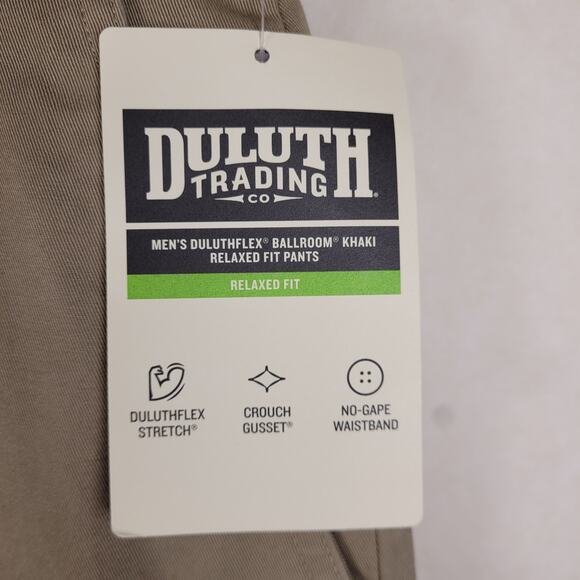 DULUTH
TRADING
CO
MEN'S DULUTHFLEX® BALLROOM® KHAKI
RELAXED FIT PANTS
RELAXED FIT
DULUTHFLEX
STRETCH®
CROUCH
GUSSET®
NO-GAPE
WAISTBAND